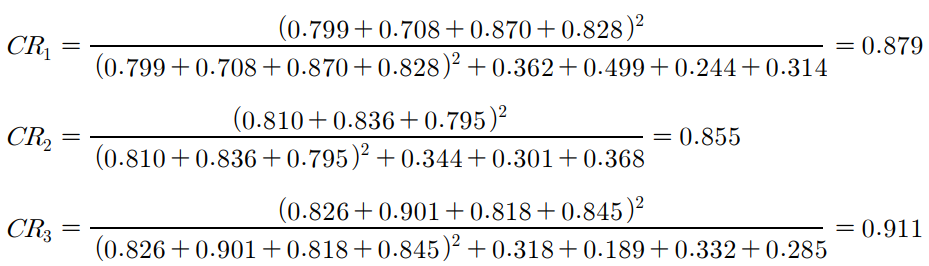 CR₁ = (0.799 + 0.708 + 0.870 + 0.828)² / ((0.799 + 0.708 + 0.870 + 0.828)² + 0.362 + 0.499 + 0.244 + 0.314) = 0.879
CR₂ = (0.810 + 0.836 + 0.795)² / ((0.810 + 0.836 + 0.795)² + 0.344 + 0.301 + 0.368) = 0.855
CR₃ = (0.826 + 0.901 + 0.818 + 0.845)² / ((0.826 + 0.901 + 0.818 + 0.845)² + 0.318 + 0.189 + 0.332 + 0.285) = 0.911